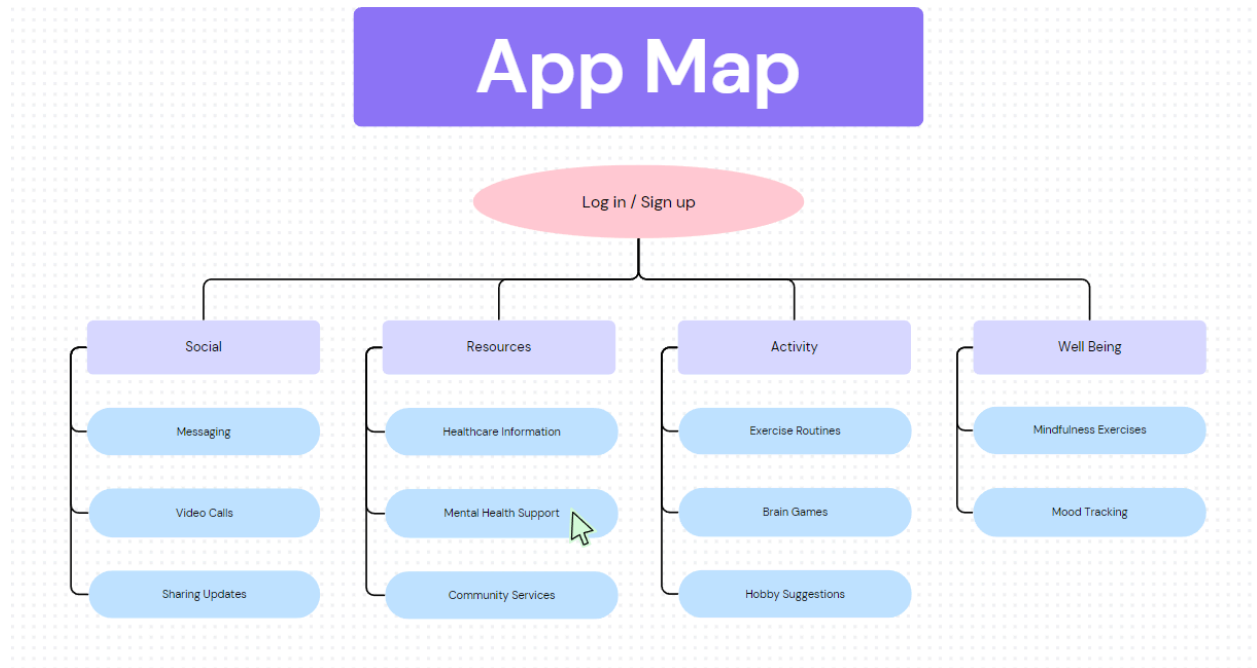 App Map
Log in / Sign up
Social
Resources
Activity
Well Being
Messaging
Healthcare Information
Exercise Routines
Mindfulness Exercises
Video Calls
Mental Health Support
Brain Games
Mood Tracking
Sharing Updates
Community Services
Hobby Suggestions